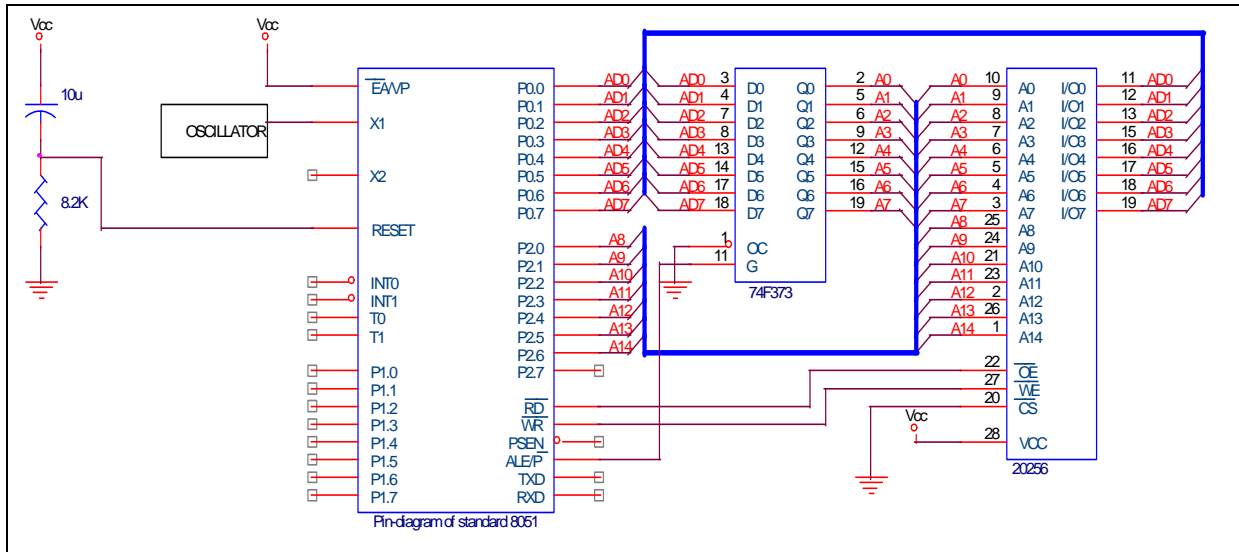 Vcc
10u
8.2K
Vcc
OSCILLATOR
EA/VP
X1
X2
RESET
INT0
INT1
T0
T1
P1.0
P1.1
P1.2
P1.3
P1.4
P1.5
P1.6
P1.7
P0.0
P0.1
P0.2
P0.3
P0.4
P0.5
P0.6
P0.7
P2.0
P2.1
P2.2
P2.3
P2.4
P2.5
P2.6
P2.7
RD
WR
PSEN
ALE/P
TXD
RXD
Pin-diagram of standard 8051
AD0
AD1
AD2
AD3
AD4
AD5
AD6
AD7
A8
A9
A10
A11
A12
A13
A14
AD0 3 D0 Q0 2 A0
AD1 4 D1 Q1 5 A1
AD2 7 D2 Q2 6 A2
AD3 8 D3 Q3 9 A3
AD4 13 D4 Q4 12 A4
AD5 14 D5 Q5 15 A5
AD6 17 D6 Q6 16 A6
AD7 18 D7 Q7 19 A7
1 OC
11 G
74F373
A0 10 A0 I/O0 11 AD0
A1 9 A1 I/O1 12 AD1
A2 8 A2 I/O2 13 AD2
A3 7 A3 I/O3 15 AD3
A4 6 A4 I/O4 16 AD4
A5 5 A5 I/O5 17 AD5
A6 4 A6 I/O6 18 AD6
A7 3 A7 I/O7 19 AD7
A8 25 A8
A9 24 A9
A10 21 A10
A11 23 A11
A12 2 A12
A13 26 A13
A14 1 A14
22 OE
27 WE
20 CS
Vcc
28 VCC
20256